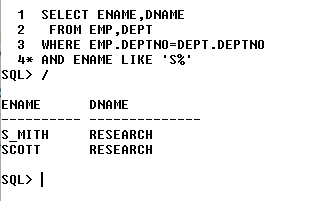 1 SELECT ENAME,DNAME
2 FROM EMP,DEPT
3 WHERE EMP.DEPTNO=DEPT.DEPTNO
4* AND ENAME LIKE 'S%'
SQL> /
ENAME DNAME
---------- --------------
S_MITH RESEARCH
SCOTT RESEARCH
SQL>